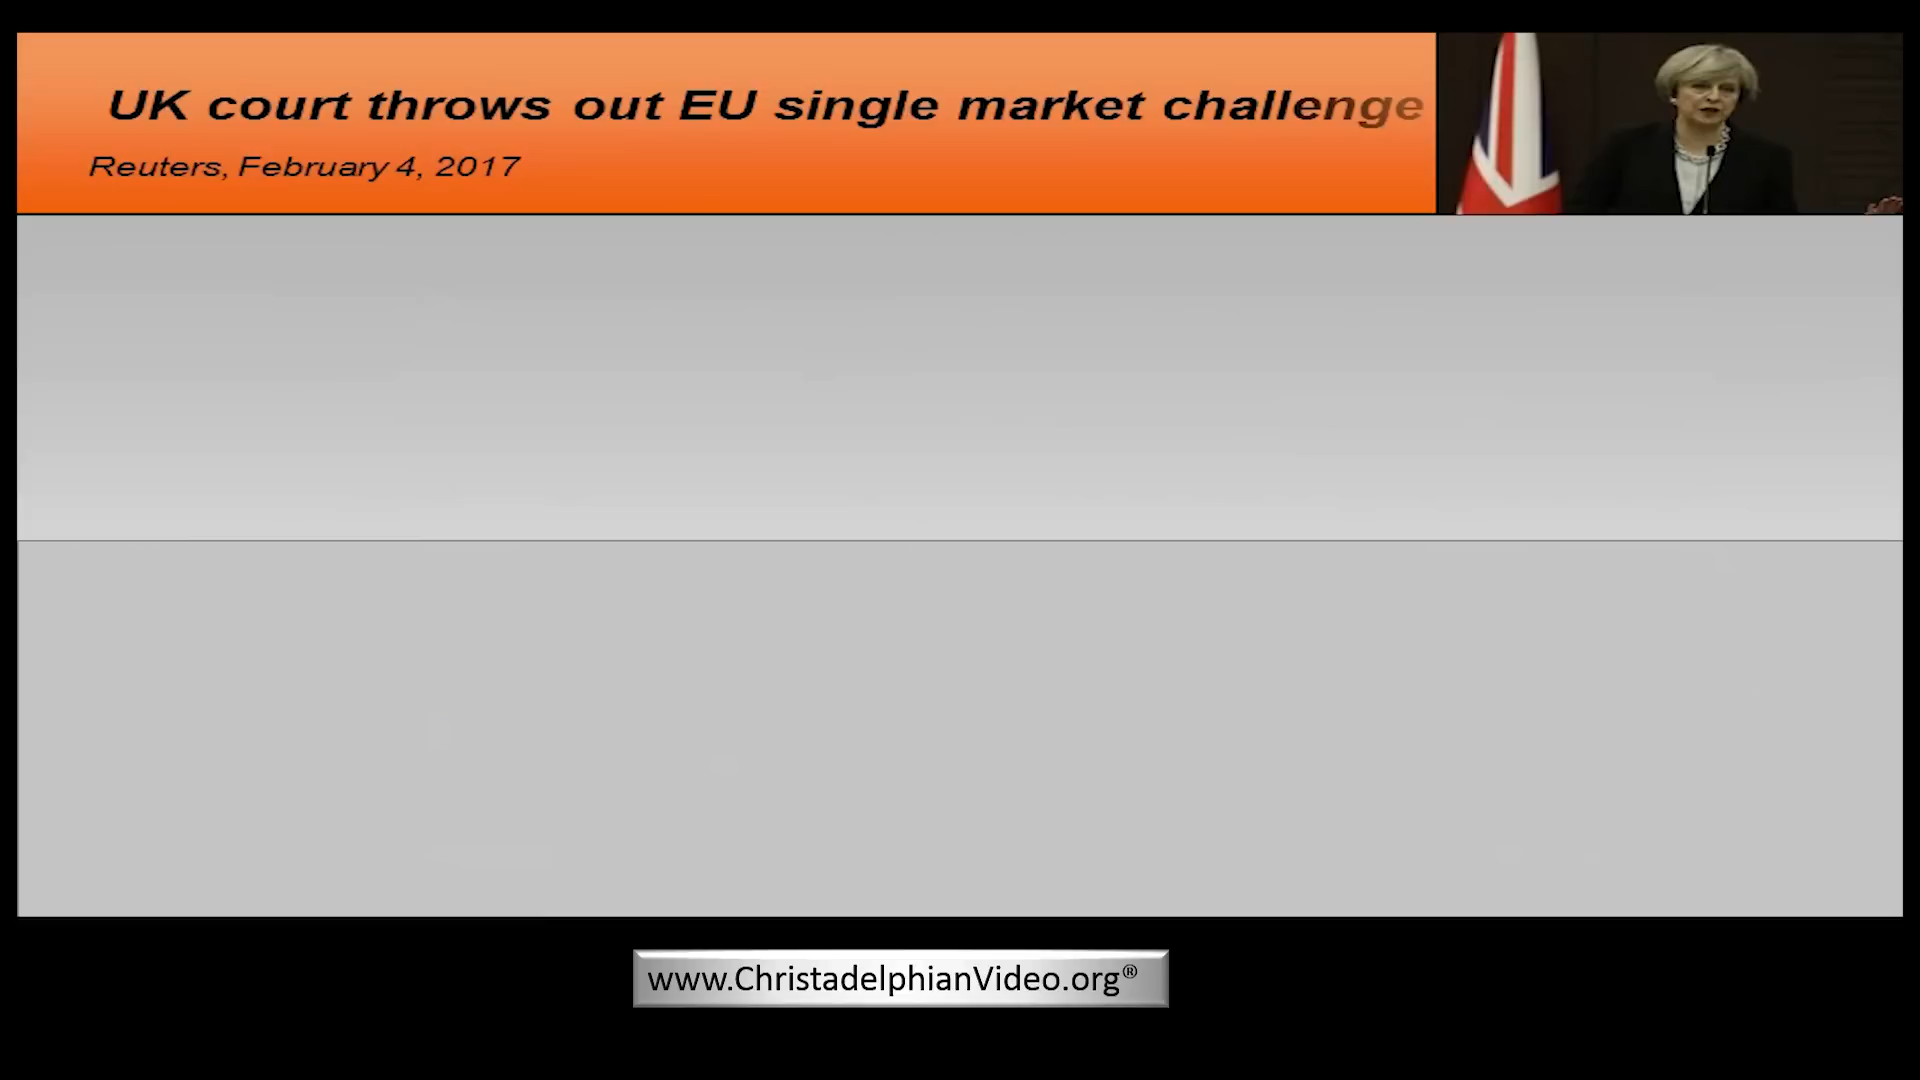 UK court throws out EU single market challenge
Reuters, February 4, 2017
www.ChristadelphianVideo.org®